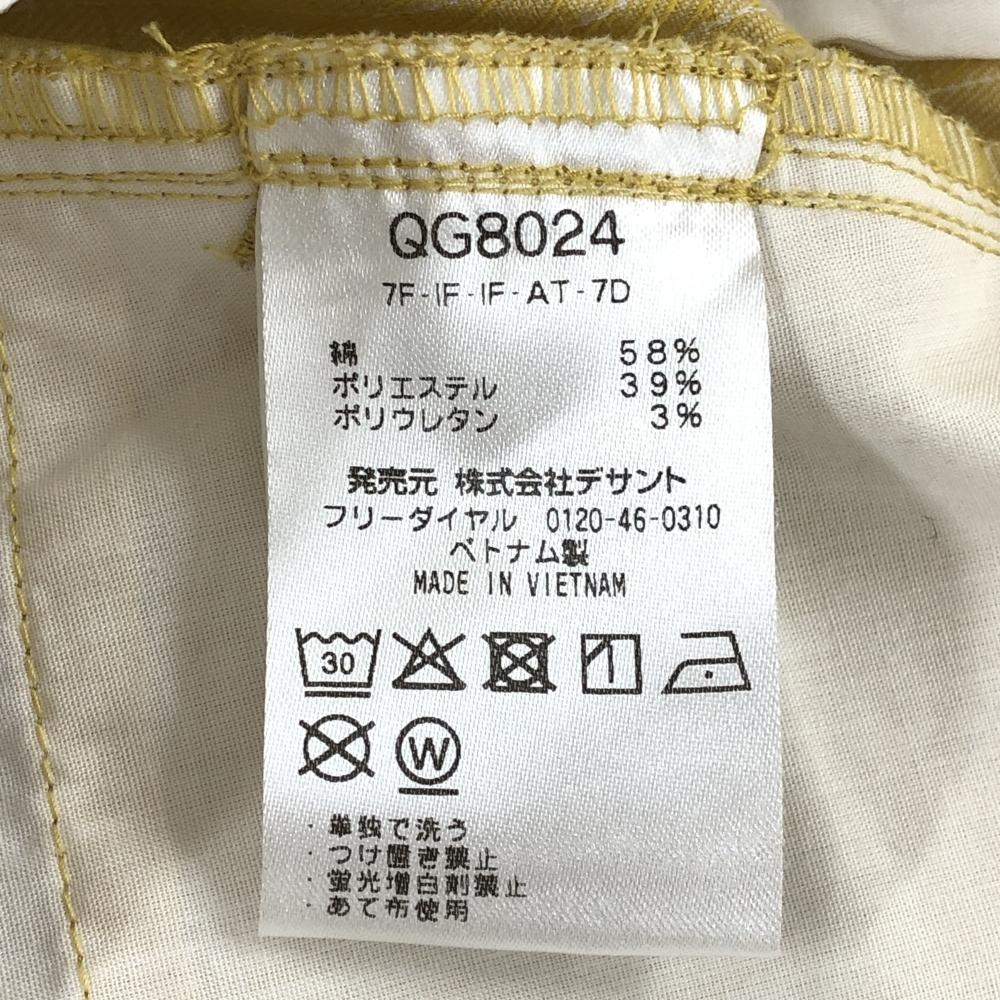 QG8024
7F-IF-IF-AT-7D
綿 58%
ポリエステル 39%
ポリウレタン 3%
発売元 株式会社デサント
フリーダイヤル 0120-46-0310
ベトナム製
MADE IN VIETNAM
30
W
・単独で洗う
・つけ置き禁止
・蛍光増白剤禁止
・あて布使用